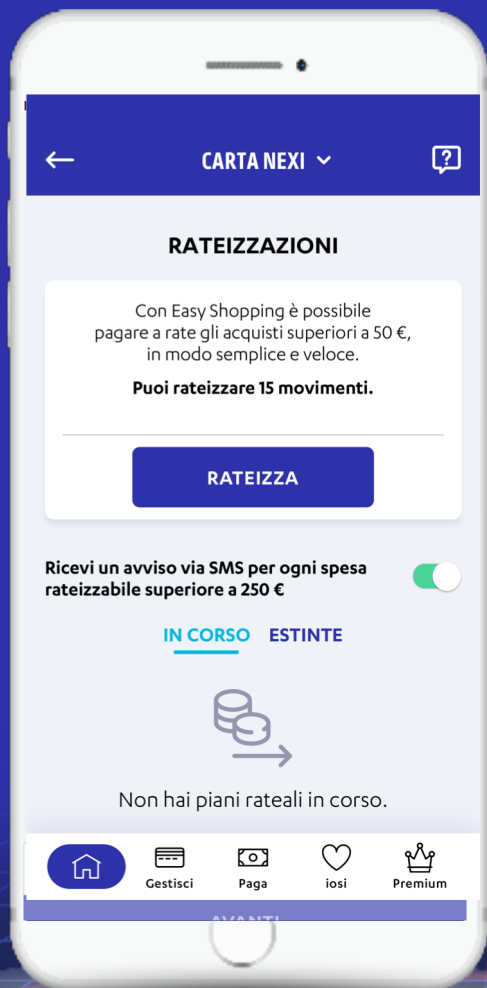 CARTA NEXI
?
RATEIZZAZIONI
Con Easy Shopping è possibile
pagare a rate gli acquisti superiori a 50 €,
in modo semplice e veloce.
Puoi rateizzare 15 movimenti.
RATEIZZA
Ricevi un avviso via SMS per ogni spesa
rateizzabile superiore a 250 €
IN CORSO ESTINTE
Non hai piani rateali in corso.
Gestisci Paga iosi Premium
AVANTI